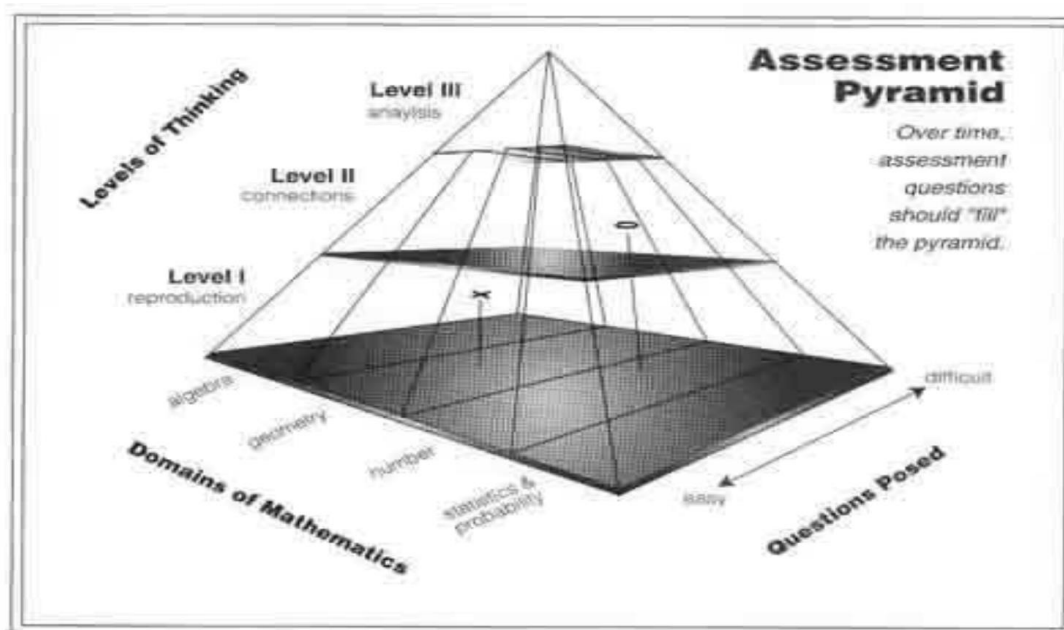 Assessment
Pyramid
Over time,
assessment
questions
should "fill"
the pyramid.
Levels of Thinking
Level III
anaylsis
Level II
connections
Level I
reproduction
algebra
geometry
number
statistics &
probability
Domains of Mathematics
easy
difficult
Questions Posed